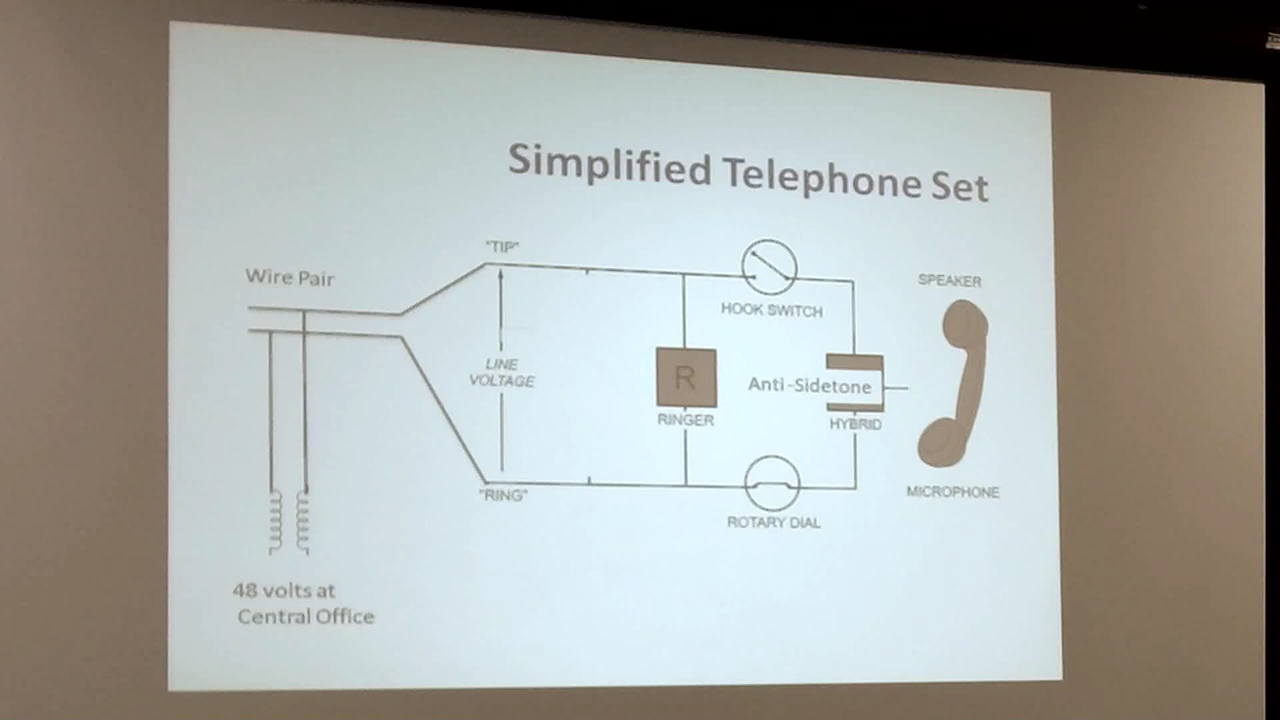 Simplified Telephone Set
"TIP"
Wire Pair
SPEAKER
HOOK SWITCH
LINE
VOLTAGE
R
Anti-Sidetone
RINGER
HYBRID
"RING"
MICROPHONE
ROTARY DIAL
48 volts at
Central Office